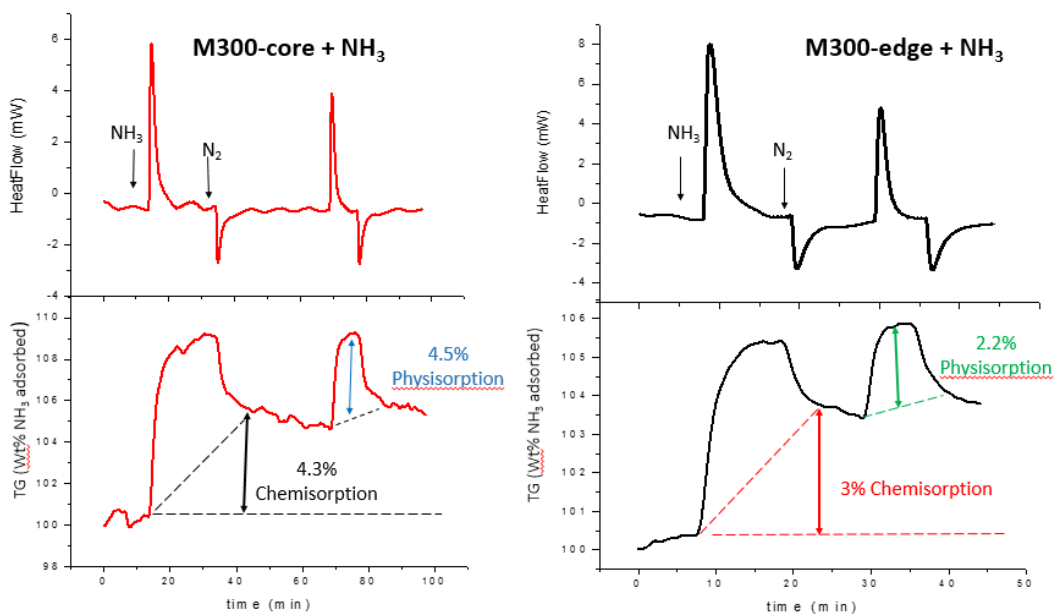 M300-core + NH3
HeatFlow (mW)
6
4
2
0
-2
-4
NH3
N2
TG (Wt% NH3 adsorbed)
110
108
106
104
102
100
98
4.5%
Physisorption
4.3%
Chemisorption
0
20
40
60
80
100
time (min)
M300-edge + NH3
HeatFlow (mW)
8
6
4
2
0
-2
-4
NH3
N2
TG (Wt% NH3 adsorbed)
106
105
104
103
102
101
100
2.2%
Physisorption
3% Chemisorption
0
10
20
30
40
50
time (min)